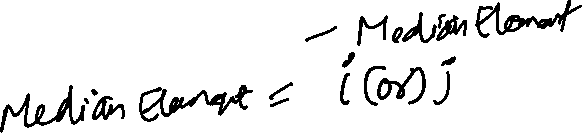 - Median Element
Median Element = i (or) j